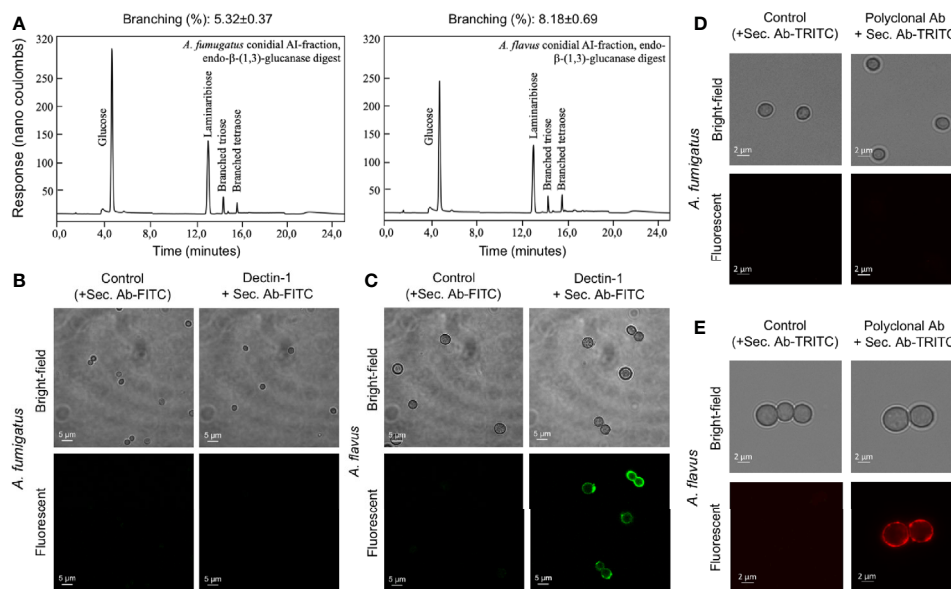 A
Branching (%): 5.32±0.37
Response (nano coulombs)
320
250
200
150
100
50
A. fumugatus conidial AI-fraction,
endo-β-(1,3)-glucanase digest
Glucose
Laminaribiose
Branched triose
Branched tetraose
0,0 4,0 8,0 12,0 16,0 20,0 24,0
Time (minutes)
Branching (%): 8.18±0.69
320
250
200
150
100
50
A. flavus conidial AI-fraction, endo-
β-(1,3)-glucanase digest
Glucose
Laminaribiose
Branched triose
Branched tetraose
0,0 4,0 8,0 12,0 16,0 20,0 24,0
Time (minutes)
B
Control
(+Sec. Ab-FITC)
Dectin-1
+ Sec. Ab-FITC
A. fumigatus
Bright-field
5 µm
5 µm
Fluorescent
5 µm
5 µm
C
Control
(+Sec. Ab-FITC)
Dectin-1
+ Sec. Ab-FITC
A. flavus
Bright-field
5 µm
5 µm
Fluorescent
5 µm
5 µm
D
Control
(+Sec. Ab-TRITC)
Polyclonal Ab
+ Sec. Ab-TRITC
A. fumigatus
Bright-field
2 µm
2 µm
Fluorescent
2 µm
2 µm
E
Control
(+Sec. Ab-TRITC)
Polyclonal Ab
+ Sec. Ab-TRITC
A. flavus
Bright-field
2 µm
2 µm
Fluorescent
2 µm
2 µm